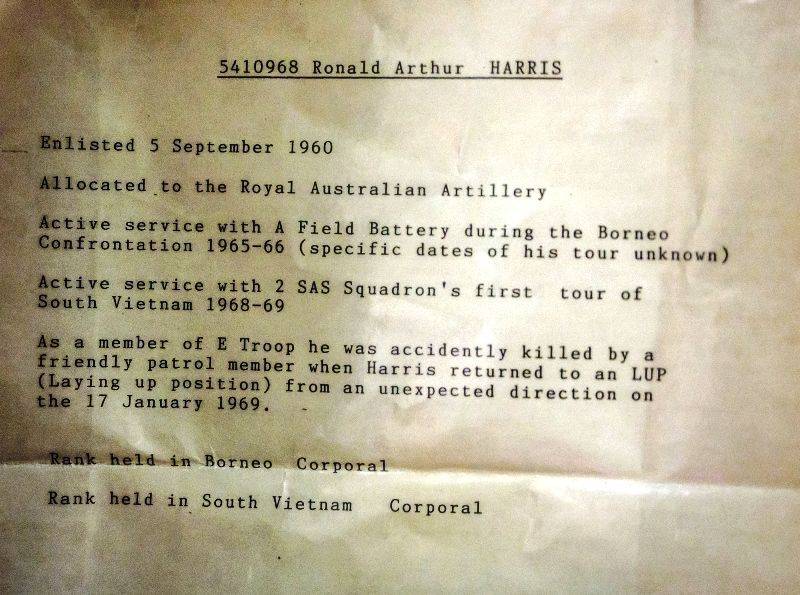 5410968 Ronald Arthur HARRIS
Enlisted 5 September 1960
Allocated to the Royal Australian Artillery
Active service with A Field Battery during the Borneo
Confrontation 1965-66 (specific dates of his tour unknown)
Active service with 2 SAS Squadron's first tour of
South Vietnam 1968-69
As a member of E Troop he was accidently killed by a
friendly patrol member when Harris returned to an LUP
(Laying up position) from an unexpected direction on
the 17 January 1969.
Rank held in Borneo Corporal
Rank held in South Vietnam Corporal